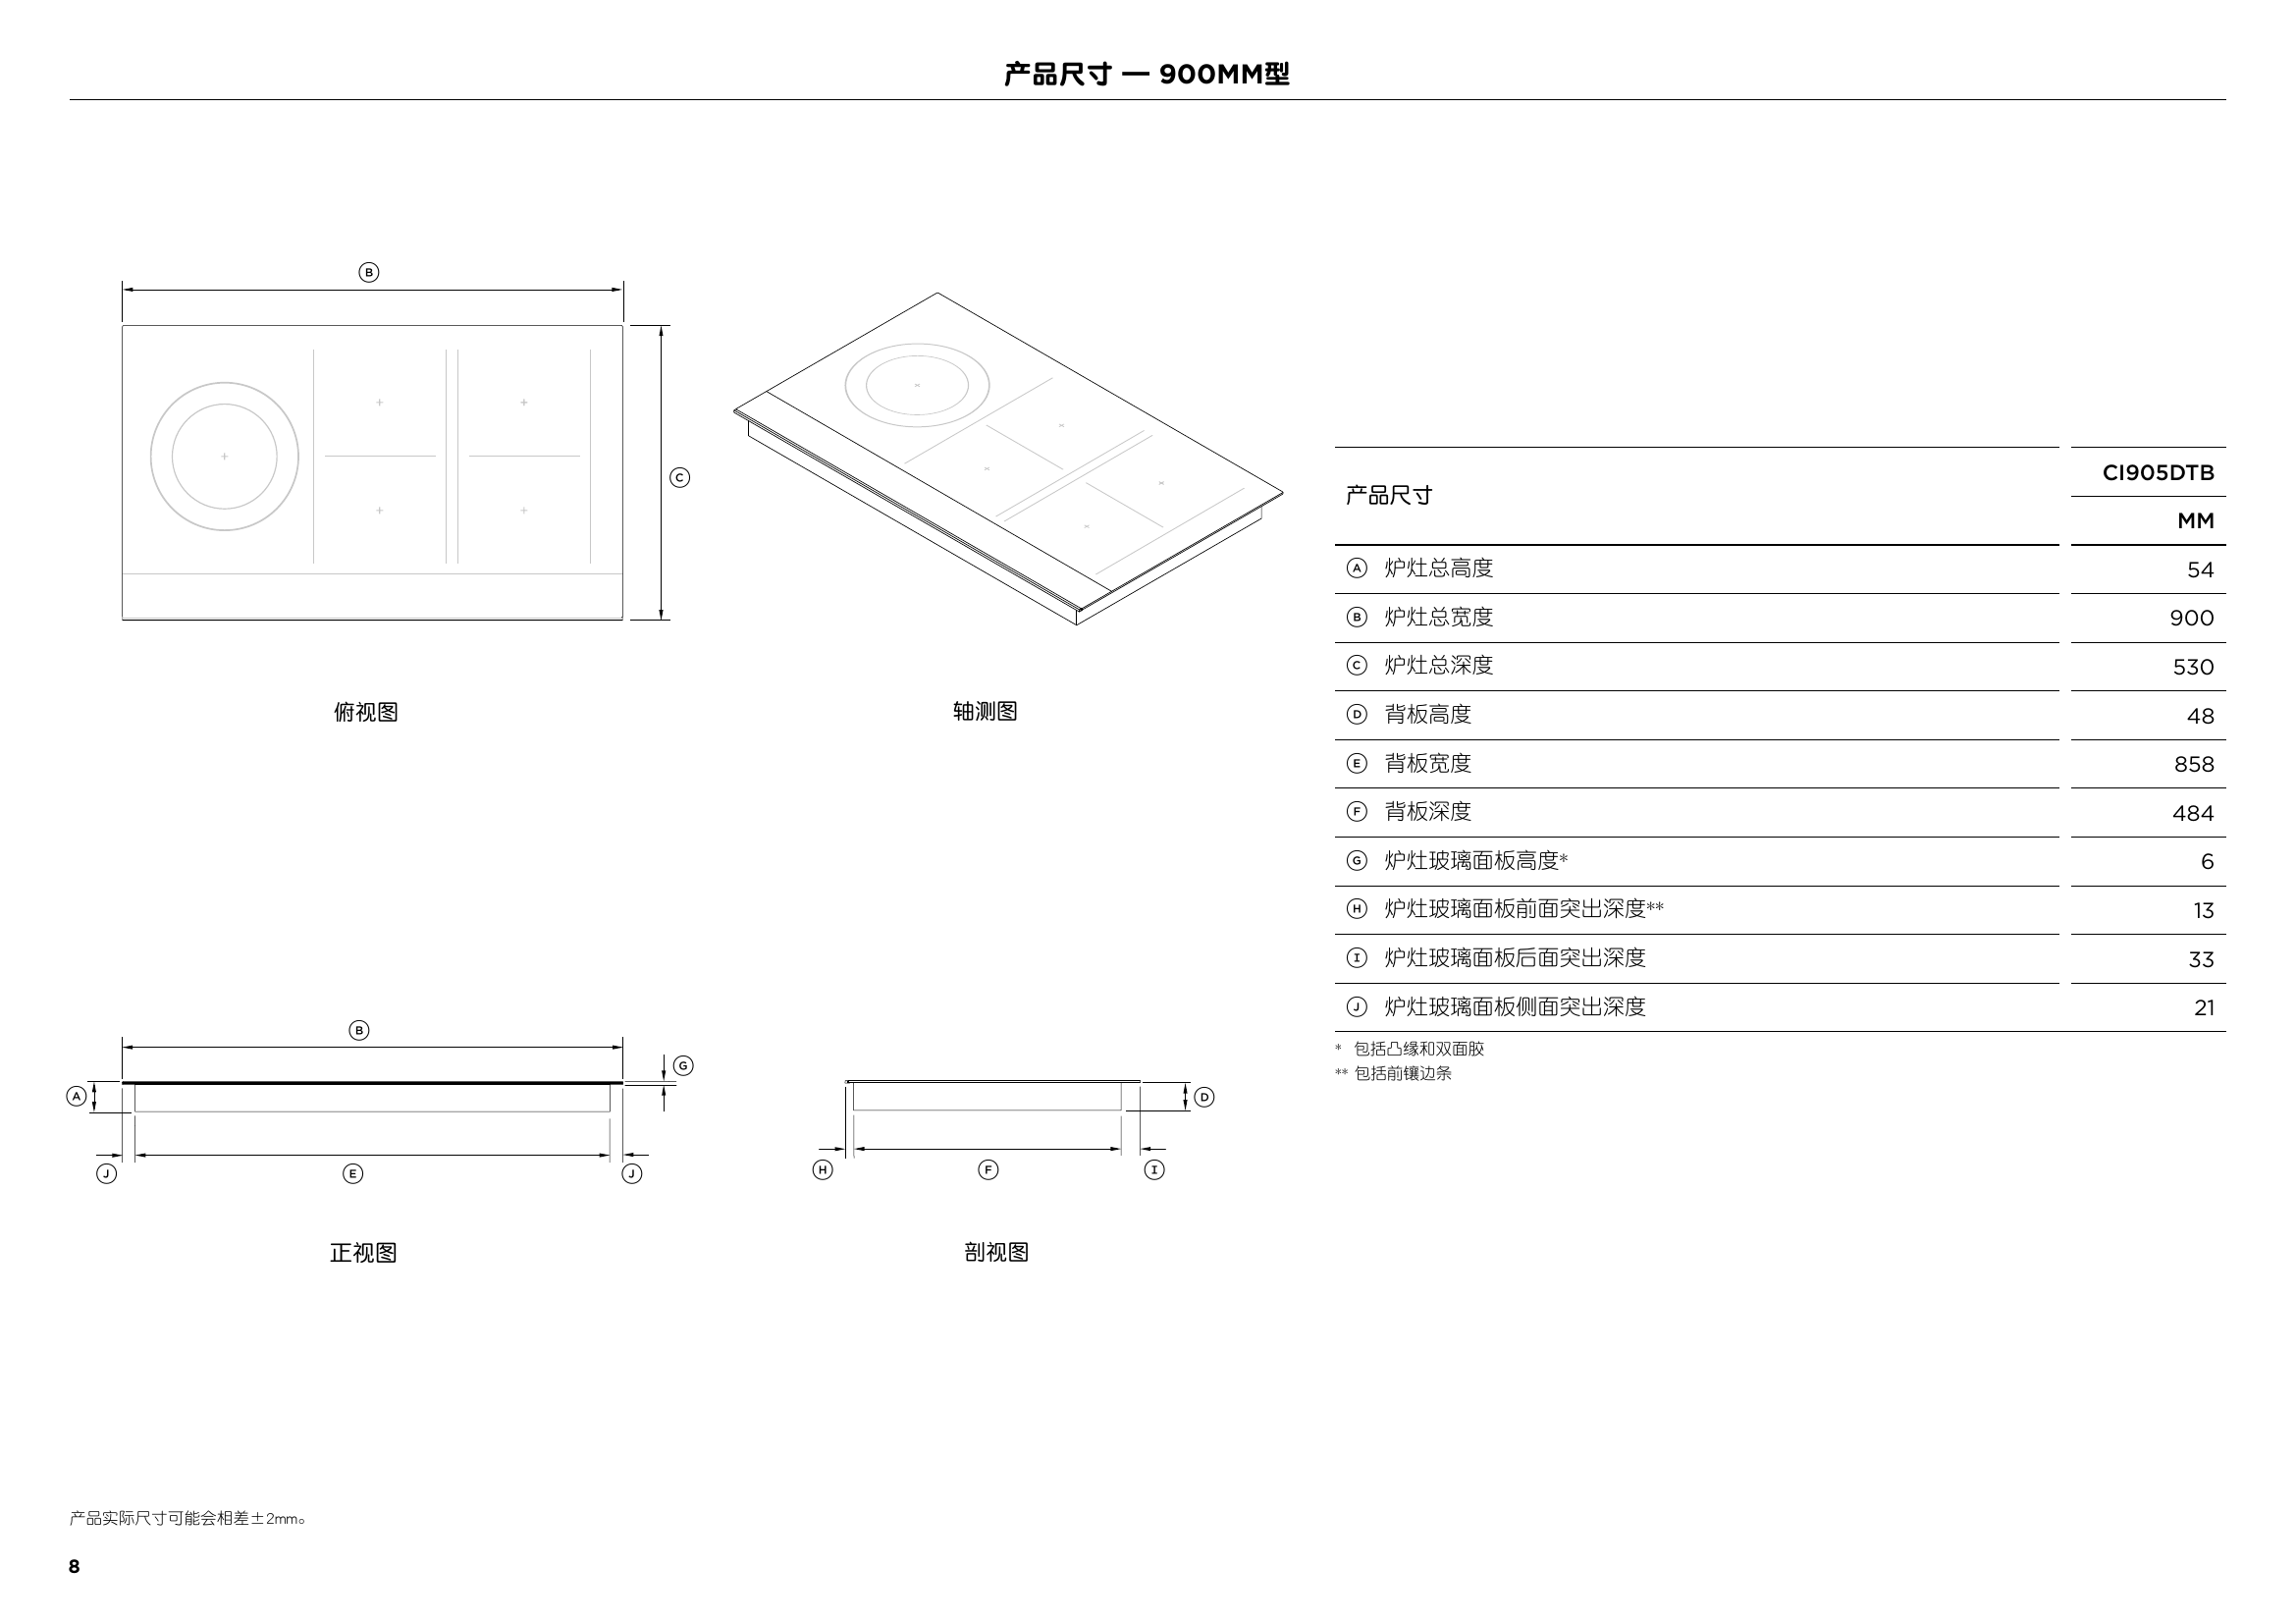 产品尺寸 — 900MM型
B
C
俯视图
轴测图
B
G
A
J
E
J
正视图
D
H
F
I
剖视图
产品尺寸
CI905DTB
MM
A 炉灶总高度 54
B 炉灶总宽度 900
C 炉灶总深度 530
D 背板高度 48
E 背板宽度 858
F 背板深度 484
G 炉灶玻璃面板高度* 6
H 炉灶玻璃面板前面突出深度** 13
I 炉灶玻璃面板后面突出深度 33
J 炉灶玻璃面板侧面突出深度 21
* 包括凸缘和双面胶
** 包括前镶边条
产品实际尺寸可能会相差±2mm。
8